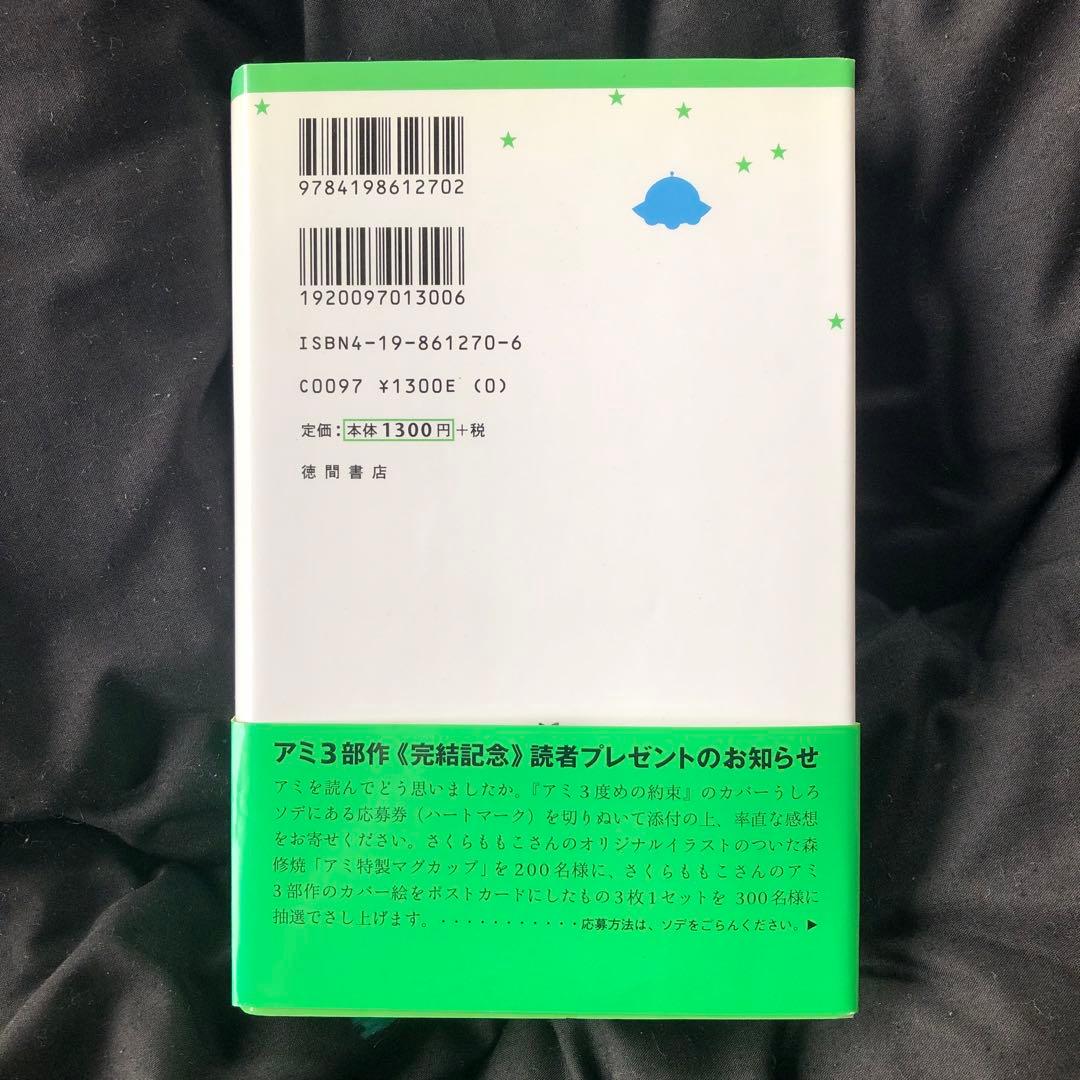 9784198612702
1920097013006
ISBN4-19-861270-6
C0097 ¥1300E (0)
定価：本体1300円+税
徳間書店
アミ3部作《完結記念》読者プレゼントのお知らせ
アミを読んでどう思いましたか。『アミ3度めの約束』のカバーうしろ
ソデにある応募券（ハートマーク）を切りぬいて添付の上、率直な感想
をお寄せください。さくらももこさんのオリジナルイラストのついた森
修焼「アミ特製マグカップ」を200名様に、さくらももこさんのアミ
3部作のカバー絵をポストカードにしたもの3枚1セットを 300名様に
抽選でさし上げます。・・・・・・・・・・・応募方法は、ソデをごらんください。▶